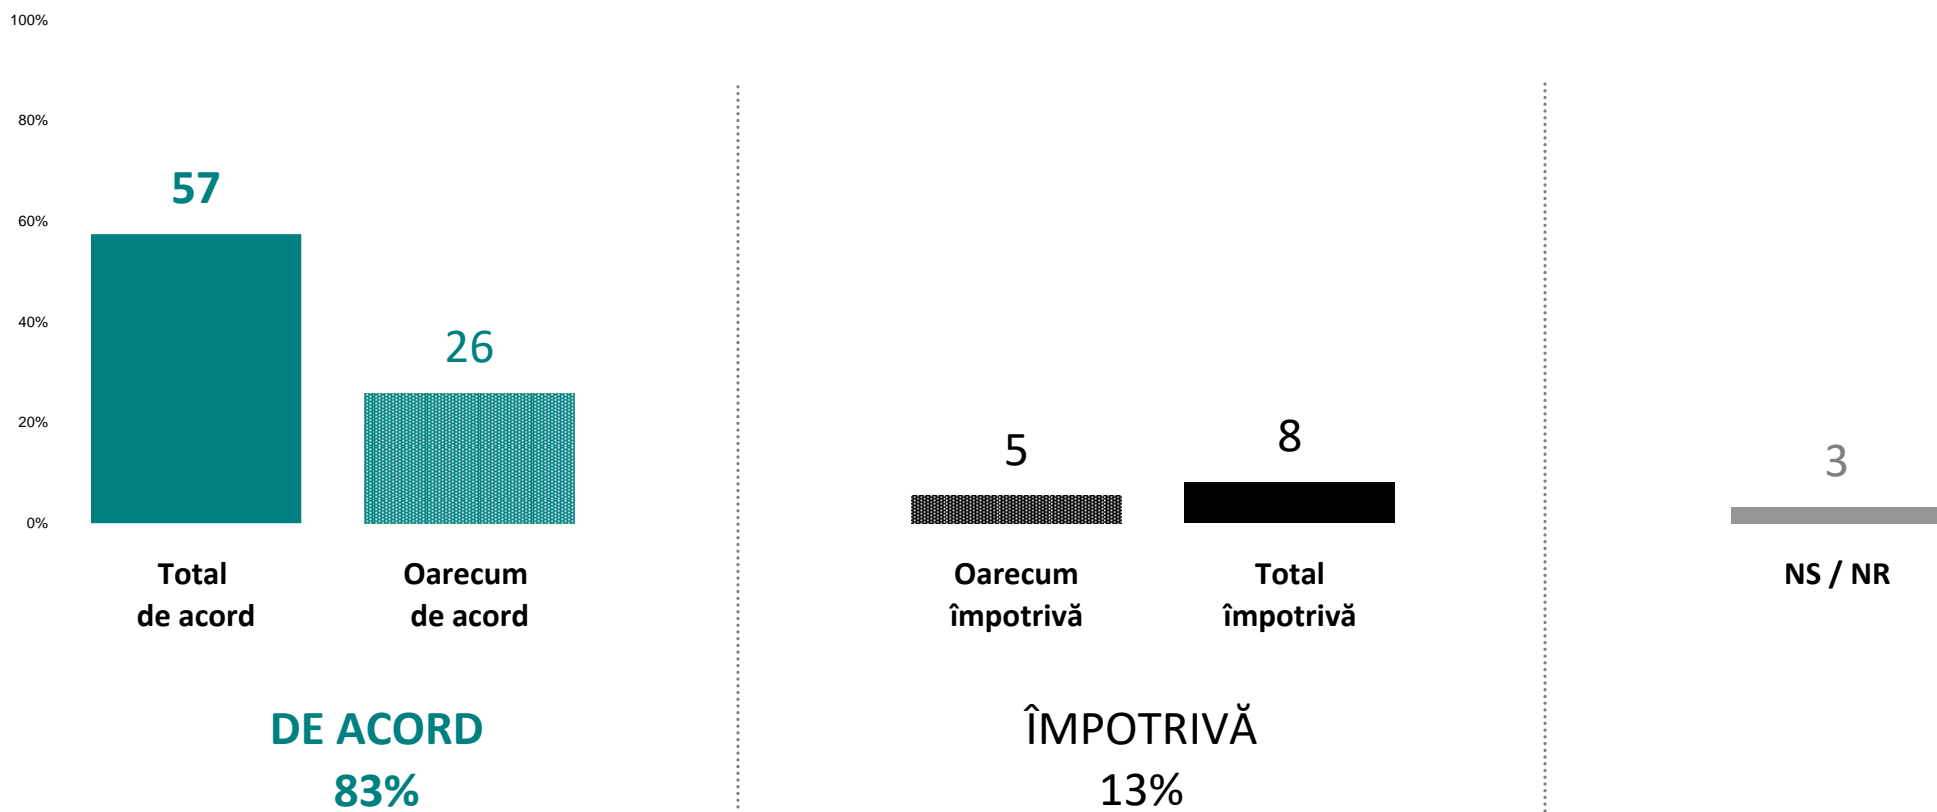 100%
80%
60%
40%
20%
0%
57
26
5
8
3
Total
de acord
Oarecum
de acord
Oarecum
împotrivă
Total
împotrivă
NS / NR
DE ACORD
83%
ÎMPOTRIVĂ
13%